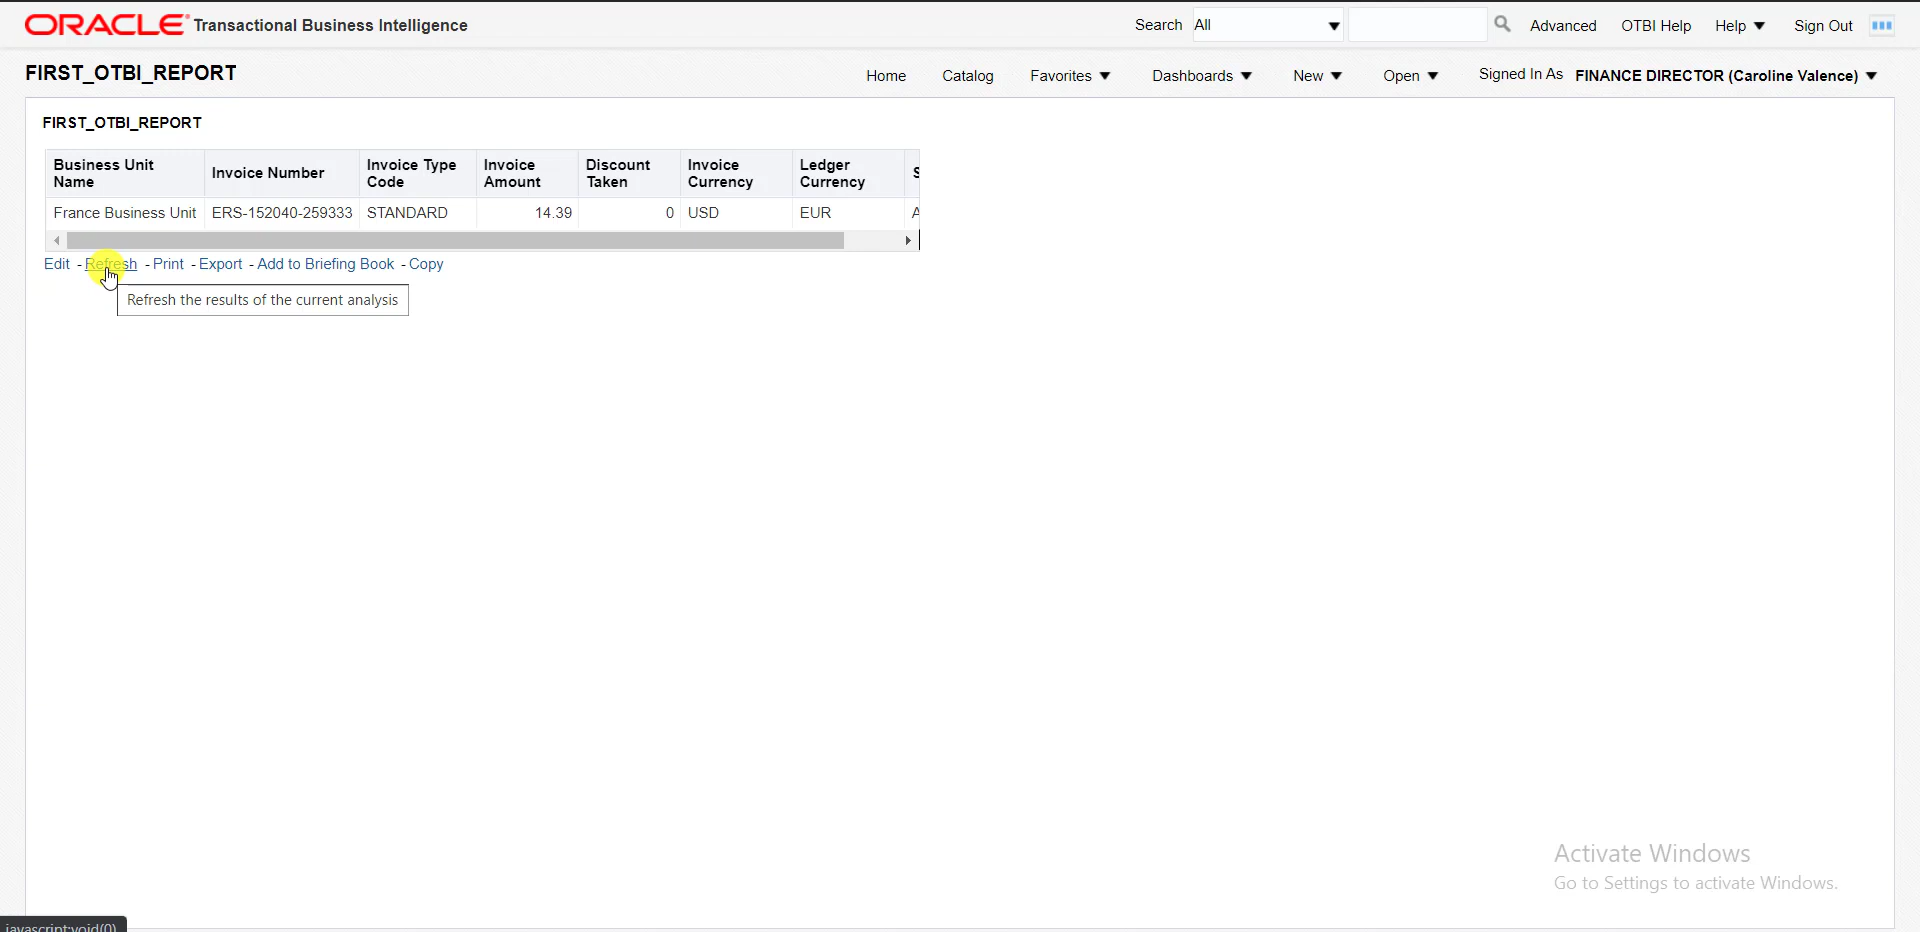 ORACLE Transactional Business Intelligence
Search All Advanced OTBI Help Help Sign Out
FIRST_OTBI_REPORT
Home Catalog Favorites Dashboards New Open Signed In As FINANCE DIRECTOR (Caroline Valence)
FIRST_OTBI_REPORT
Business Unit Name Invoice Number Invoice Type Code Invoice Amount Discount Taken Invoice Currency Ledger Currency
France Business Unit ERS-152040-259333 STANDARD 14.39 0 USD EUR
Edit - Refresh - Print - Export - Add to Briefing Book - Copy
Refresh the results of the current analysis
Activate Windows
Go to Settings to activate Windows.
javascript:void(0)